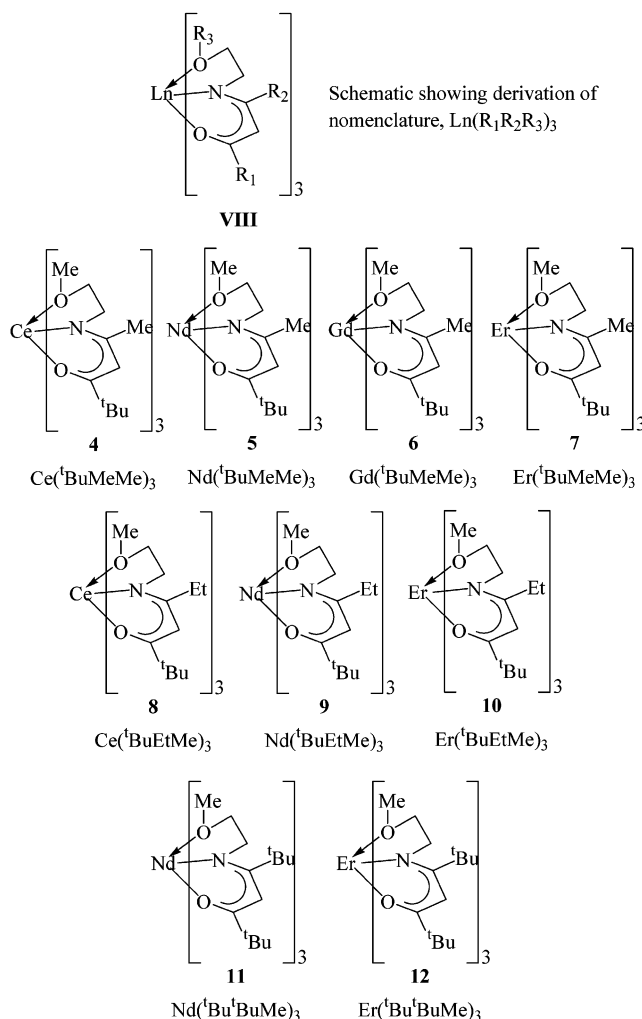 R₃
O
Ln
N
R₂
O
R₁
3
Schematic showing derivation of
nomenclature, Ln(R₁R₂R₃)₃
VIII
Me
O
Ce
N
Me
O
ᵗBu
3
4
Ce(ᵗBuMeMe)₃
Me
O
Nd
N
Me
O
ᵗBu
3
5
Nd(ᵗBuMeMe)₃
Me
O
Gd
N
Me
O
ᵗBu
3
6
Gd(ᵗBuMeMe)₃
Me
O
Er
N
Me
O
ᵗBu
3
7
Er(ᵗBuMeMe)₃
Me
O
Ce
N
Et
O
ᵗBu
3
8
Ce(ᵗBuEtMe)₃
Me
O
Nd
N
Et
O
ᵗBu
3
9
Nd(ᵗBuEtMe)₃
Me
O
Er
N
Et
O
ᵗBu
3
10
Er(ᵗBuEtMe)₃
Me
O
Nd
N
ᵗBu
O
ᵗBu
3
11
Nd(ᵗBuᵗBuMe)₃
Me
O
Er
N
ᵗBu
O
ᵗBu
3
12
Er(ᵗBuᵗBuMe)₃